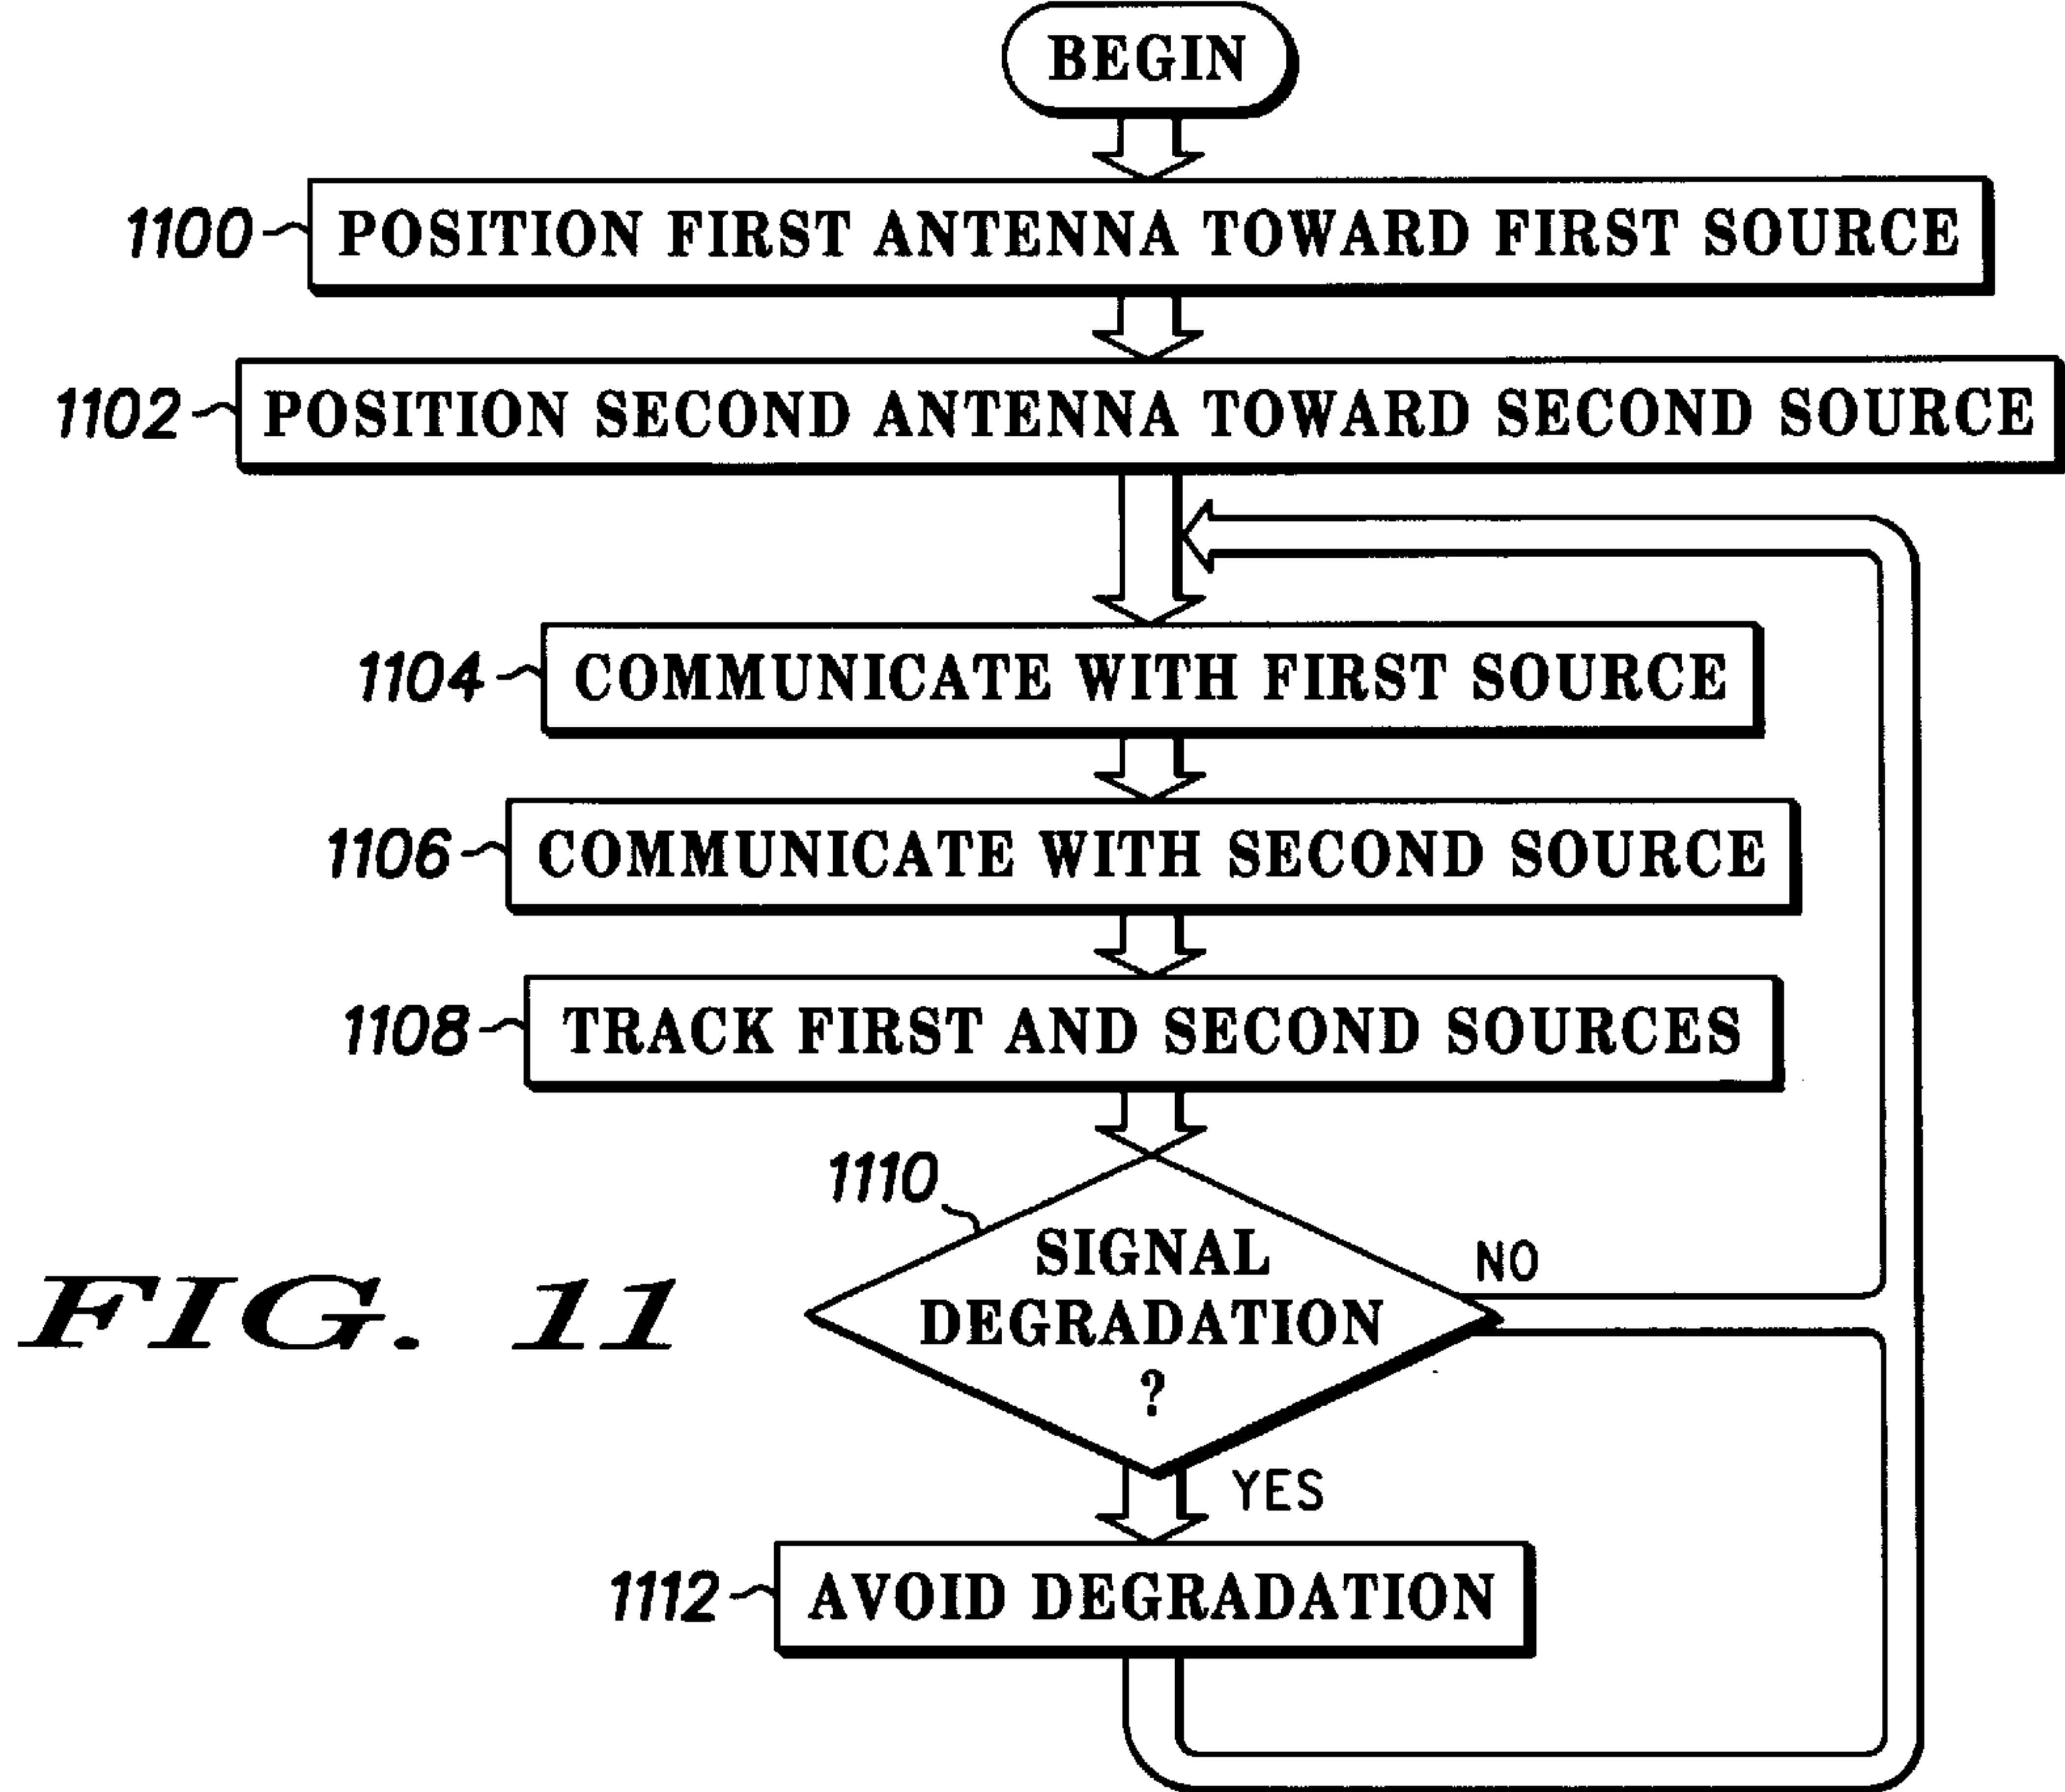 BEGIN
1100 POSITION FIRST ANTENNA TOWARD FIRST SOURCE
1102 POSITION SECOND ANTENNA TOWARD SECOND SOURCE
1104 COMMUNICATE WITH FIRST SOURCE
1106 COMMUNICATE WITH SECOND SOURCE
1108 TRACK FIRST AND SECOND SOURCES
1110
SIGNAL
DEGRADATION
?
NO
YES
1112 AVOID DEGRADATION
FIG. 11